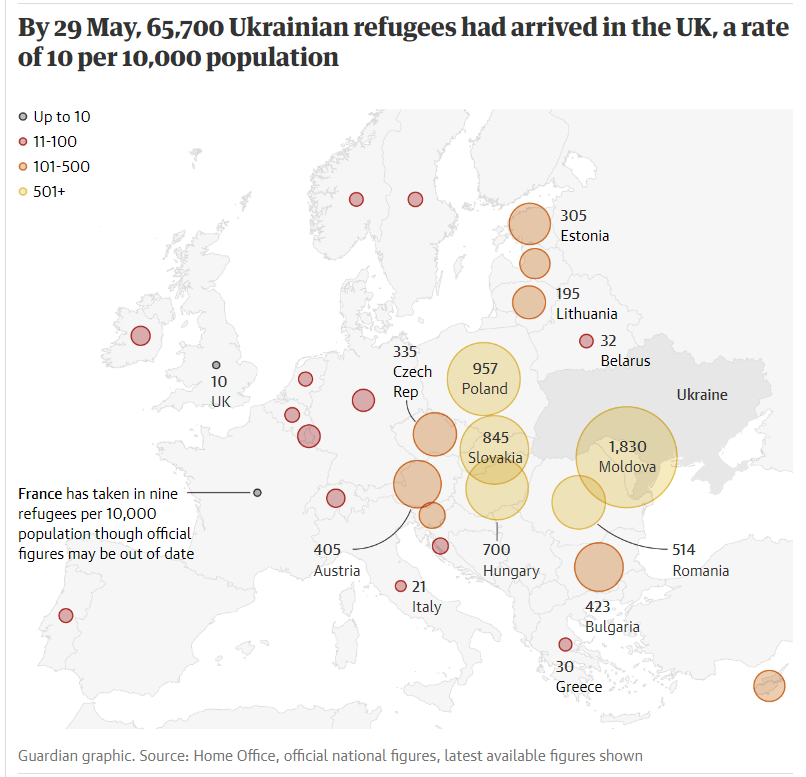 By 29 May, 65,700 Ukrainian refugees had arrived in the UK, a rate
of 10 per 10,000 population
Up to 10
11-100
101-500
501+
305
Estonia
195
Lithuania
32
Belarus
335
Czech
Rep
957
Poland
Ukraine
10
UK
845
Slovakia
1,830
Moldova
France has taken in nine
refugees per 10,000
population though official
figures may be out of date
405
Austria
700
Hungary
514
Romania
21
Italy
423
Bulgaria
30
Greece
Guardian graphic. Source: Home Office, official national figures, latest available figures shown